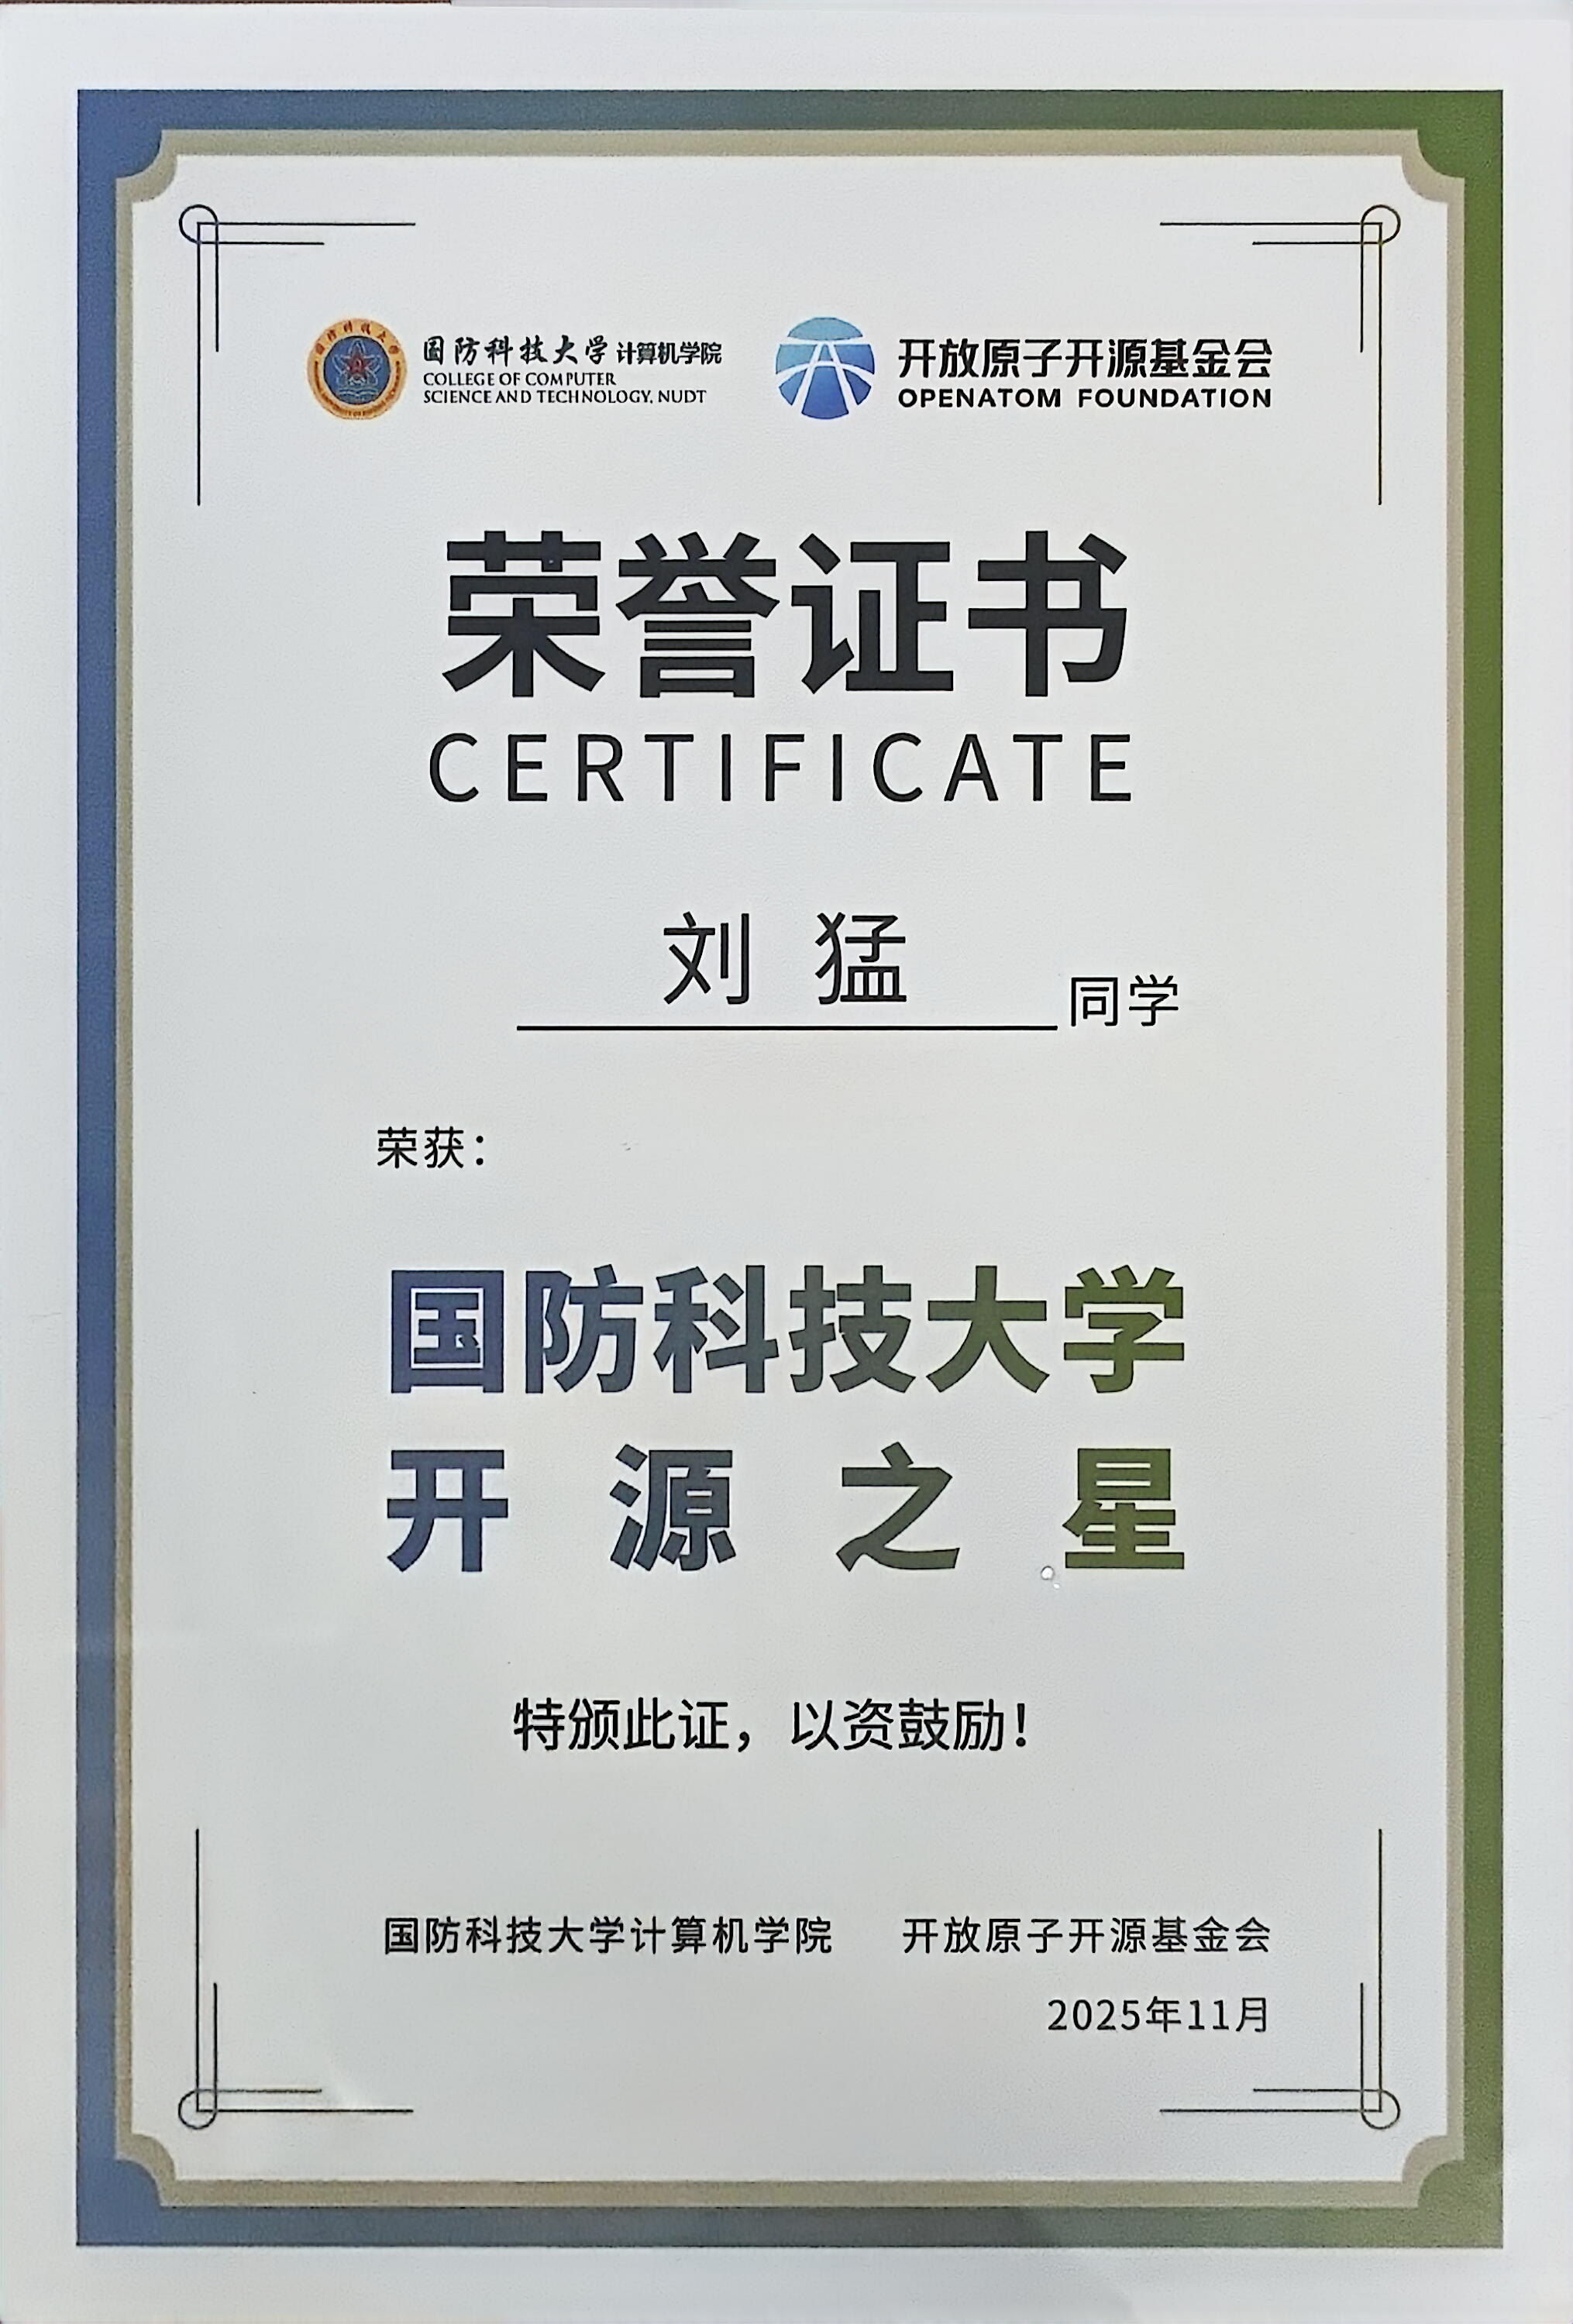 国防科技大学计算机学院
COLLEGE OF COMPUTER
SCIENCE AND TECHNOLOGY, NUDT
开放原子开源基金会
OPENATOM FOUNDATION
荣誉证书
CERTIFICATE
刘 猛 同学
荣获：
国防科技大学
开源之星
特颁此证，以资鼓励！
国防科技大学计算机学院 开放原子开源基金会
2025年11月